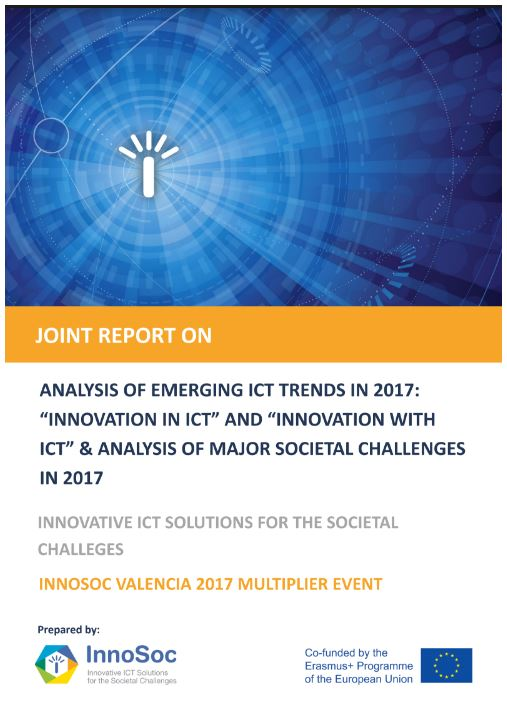 JOINT REPORT ON
ANALYSIS OF EMERGING ICT TRENDS IN 2017:
“INNOVATION IN ICT” AND “INNOVATION WITH
ICT” & ANALYSIS OF MAJOR SOCIETAL CHALLENGES
IN 2017
INNOVATIVE ICT SOLUTIONS FOR THE SOCIETAL
CHALLEGES
INNOSOC VALENCIA 2017 MULTIPLIER EVENT
Prepared by:
InnoSoc
Innovative ICT Solutions
for the Societal Challenges
Co-funded by the
Erasmus+ Programme
of the European Union